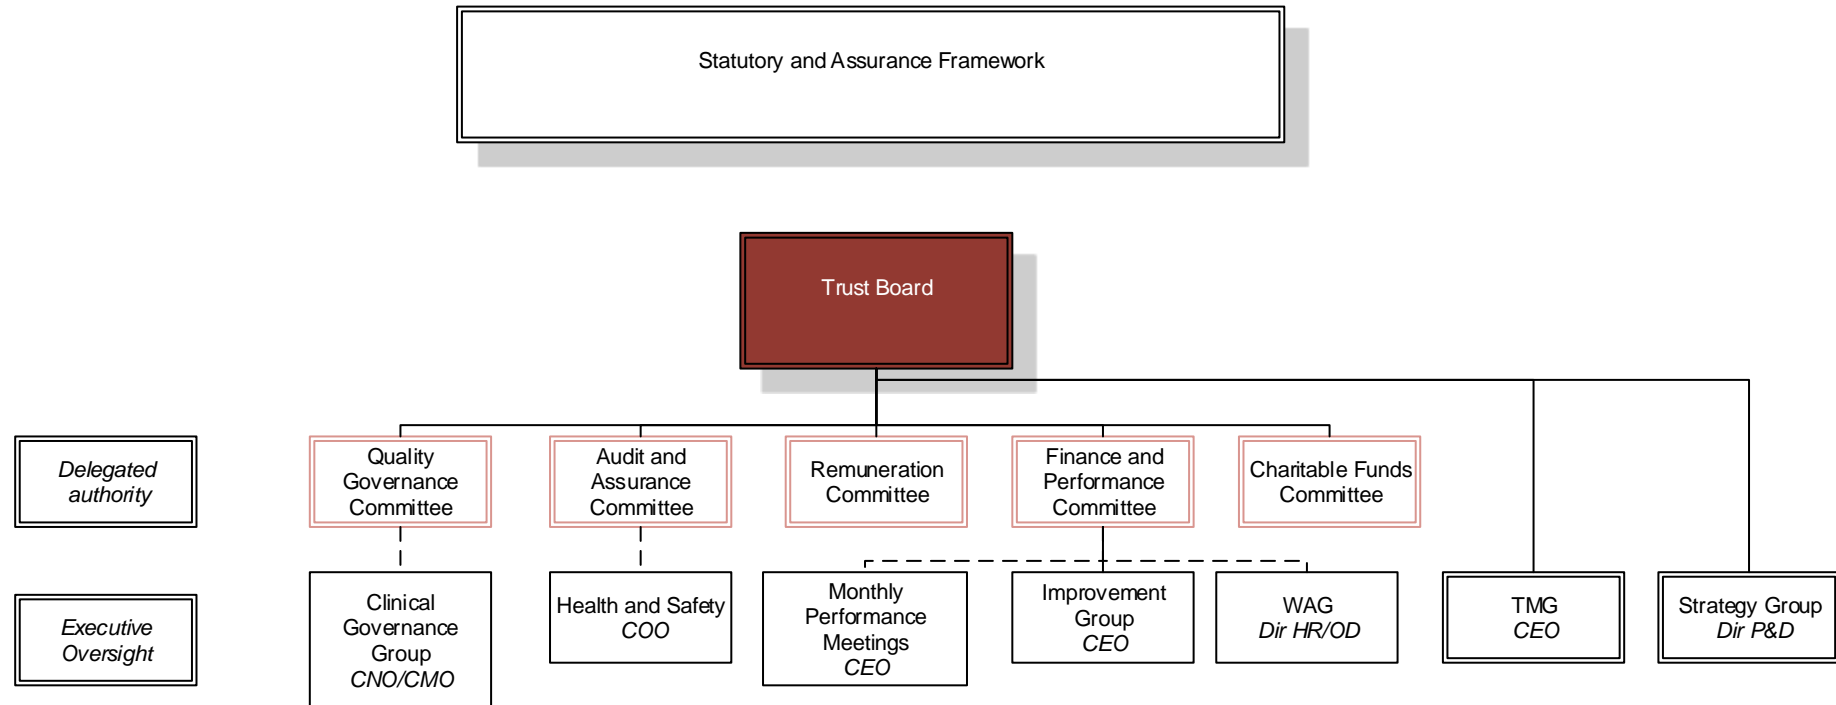 Statutory and Assurance Framework
Trust Board
Delegated
authority
Quality
Governance
Committee
Audit and
Assurance
Committee
Remuneration
Committee
Finance and
Performance
Committee
Charitable Funds
Committee
Executive
Oversight
Clinical
Governance
Group
CNO/CMO
Health and Safety
COO
Monthly
Performance
Meetings
CEO
Improvement
Group
CEO
WAG
Dir HR/OD
TMG
CEO
Strategy Group
Dir P&D